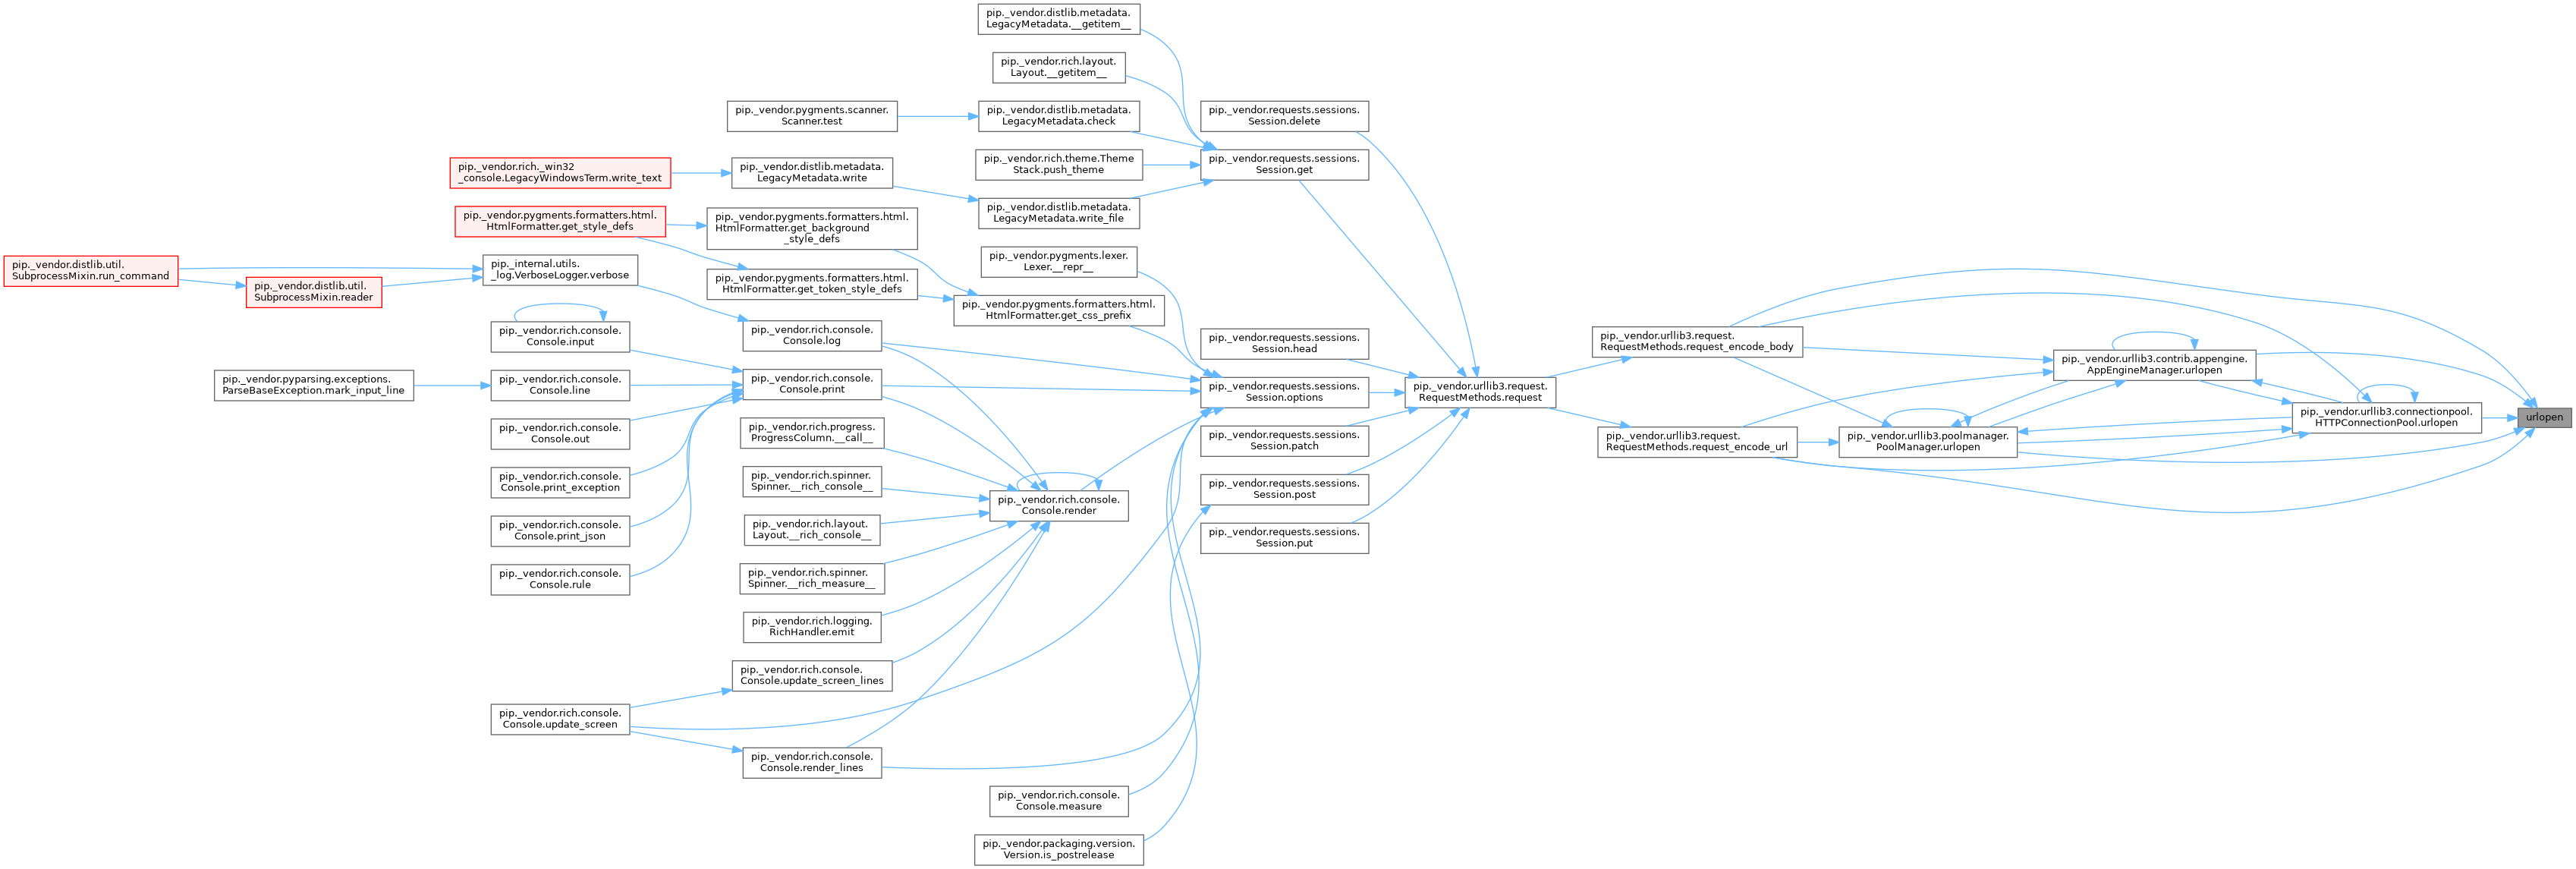 pip._vendor.distlib.metadata.
LegacyMetadata.__getitem__
pip._vendor.rich.layout.
Layout.__getitem__
pip._vendor.pygments.scanner.
Scanner.test
pip._vendor.distlib.metadata.
LegacyMetadata.check
pip._vendor.requests.sessions.
Session.delete
pip._vendor.rich._win32
_console.LegacyWindowsTerm.write_text
pip._vendor.distlib.metadata.
LegacyMetadata.write
pip._vendor.rich.theme.Theme
Stack.push_theme
pip._vendor.requests.sessions.
Session.get
pip._vendor.distlib.metadata.
LegacyMetadata.write_file
pip._vendor.pygments.formatters.html.
HtmlFormatter.get_style_defs
pip._vendor.pygments.formatters.html.
HtmlFormatter.get_background
_style_defs
pip._vendor.pygments.lexer.
Lexer.__repr__
pip._vendor.distlib.util.
SubprocessMixin.run_command
pip._vendor.distlib.util.
SubprocessMixin.reader
pip._internal.utils.
_log.VerboseLogger.verbose
pip._vendor.pygments.formatters.html.
HtmlFormatter.get_token_style_defs
pip._vendor.pygments.formatters.html.
HtmlFormatter.get_css_prefix
pip._vendor.rich.console.
Console.input
pip._vendor.rich.console.
Console.log
pip._vendor.requests.sessions.
Session.head
pip._vendor.urllib3.request.
RequestMethods.request_encode_body
pip._vendor.urllib3.contrib.appengine.
AppEngineManager.urlopen
pip._vendor.pyparsing.exceptions.
ParseBaseException.mark_input_line
pip._vendor.rich.console.
Console.line
pip._vendor.rich.console.
Console.print
pip._vendor.requests.sessions.
Session.options
pip._vendor.urllib3.request.
RequestMethods.request
pip._vendor.urllib3.connectionpool.
HTTPConnectionPool.urlopen
urlopen
pip._vendor.rich.console.
Console.out
pip._vendor.rich.progress.
ProgressColumn.__call__
pip._vendor.requests.sessions.
Session.patch
pip._vendor.urllib3.request.
RequestMethods.request_encode_url
pip._vendor.urllib3.poolmanager.
PoolManager.urlopen
pip._vendor.rich.console.
Console.print_exception
pip._vendor.rich.spinner.
Spinner.__rich_console__
pip._vendor.rich.console.
Console.render
pip._vendor.requests.sessions.
Session.post
pip._vendor.rich.console.
Console.print_json
pip._vendor.rich.layout.
Layout.__rich_console__
pip._vendor.requests.sessions.
Session.put
pip._vendor.rich.console.
Console.rule
pip._vendor.rich.spinner.
Spinner.__rich_measure__
pip._vendor.rich.logging.
RichHandler.emit
pip._vendor.rich.console.
Console.update_screen_lines
pip._vendor.rich.console.
Console.update_screen
pip._vendor.rich.console.
Console.render_lines
pip._vendor.rich.console.
Console.measure
pip._vendor.packaging.version.
Version.is_postrelease